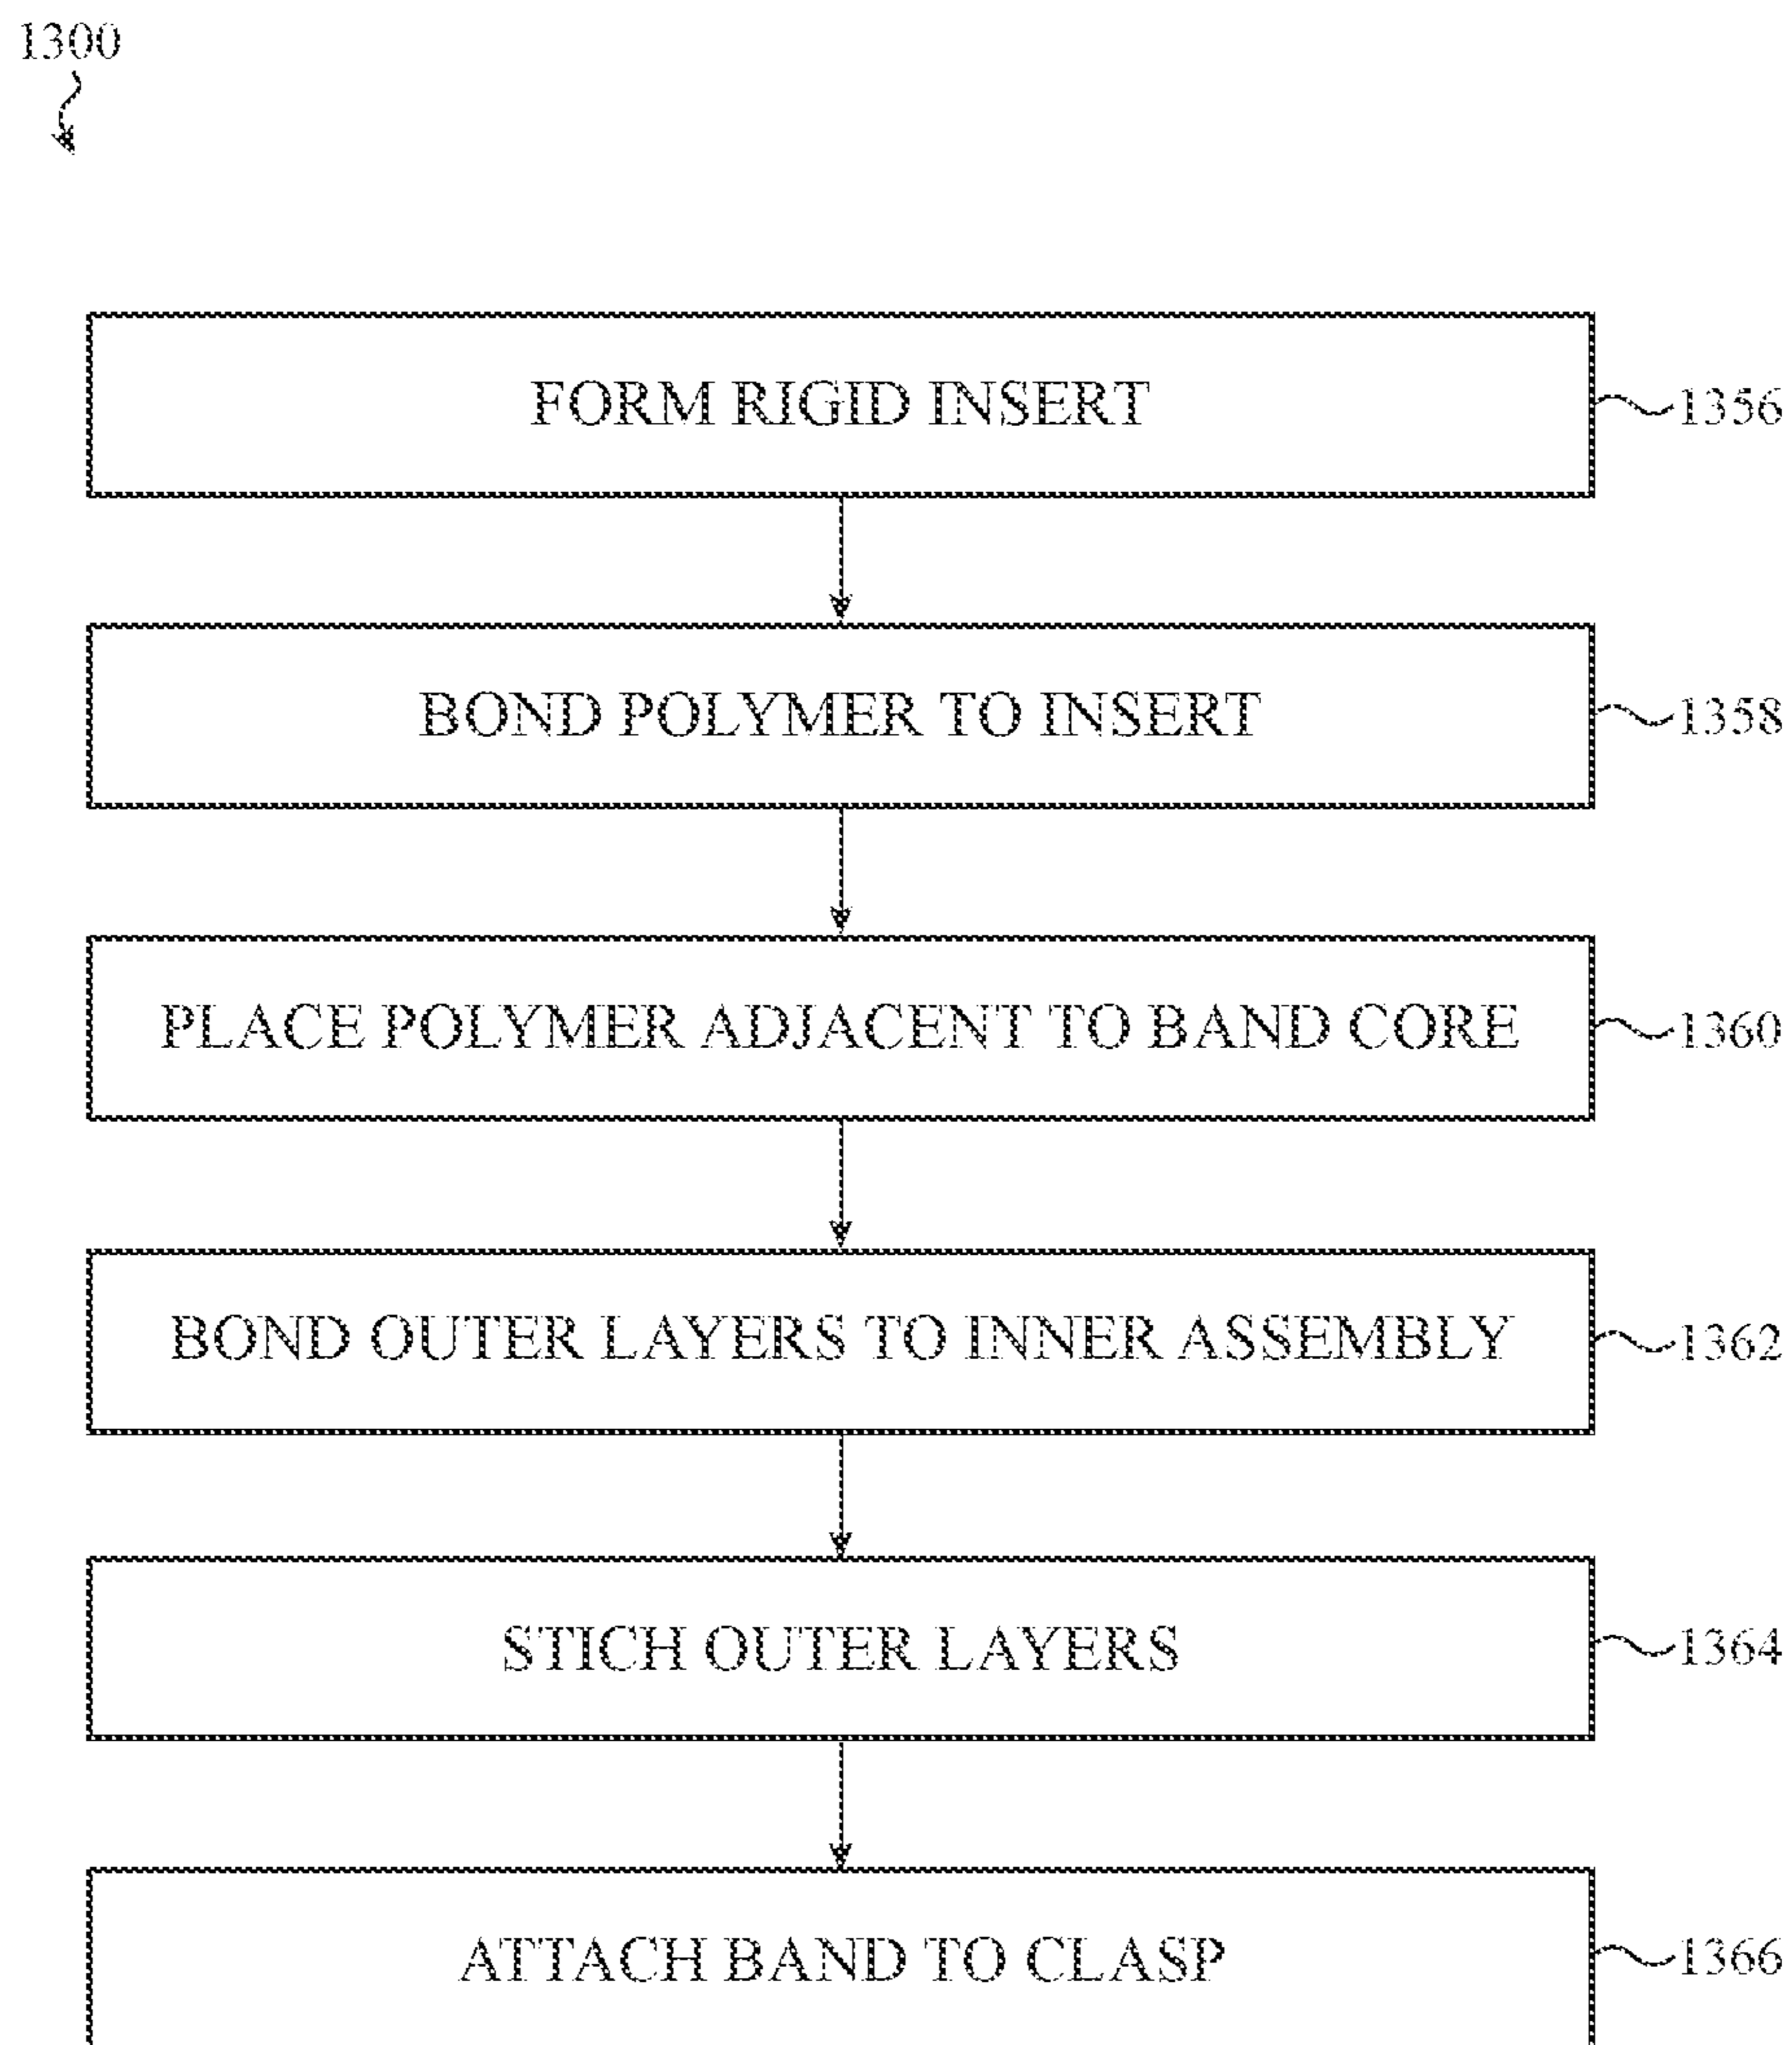 1300
FORM RIGID INSERT
1356
BOND POLYMER TO INSERT
1358
PLACE POLYMER ADJACENT TO BAND CORE
1360
BOND OUTER LAYERS TO INNER ASSEMBLY
1362
STICH OUTER LAYERS
1364
ATTACH BAND TO CLASP
1366